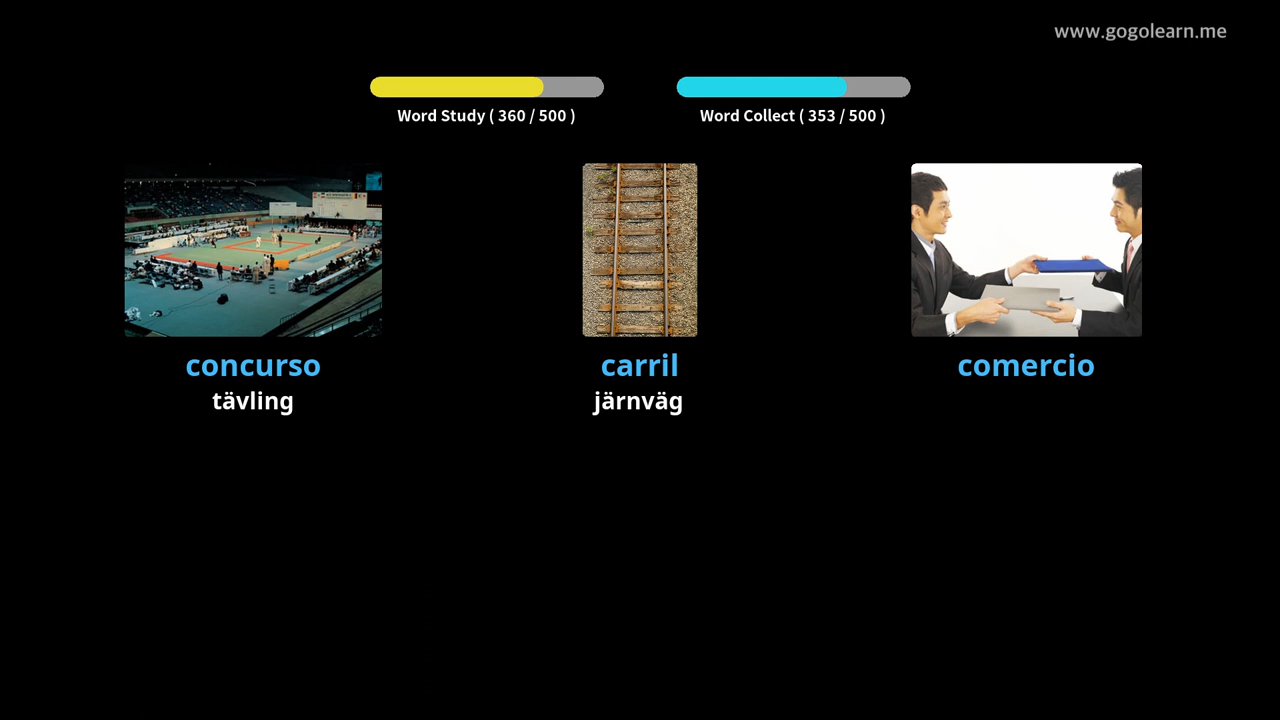 www.gogolearn.me
Word Study ( 360 / 500 )
Word Collect ( 353 / 500 )
concurso
tävling
carril
järnväg
comercio